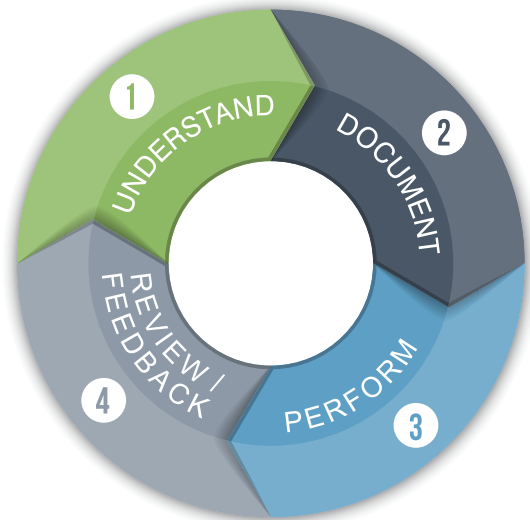 1
UNDERSTAND
2
DOCUMENT
3
PERFORM
4
REVIEW /
FEEDBACK